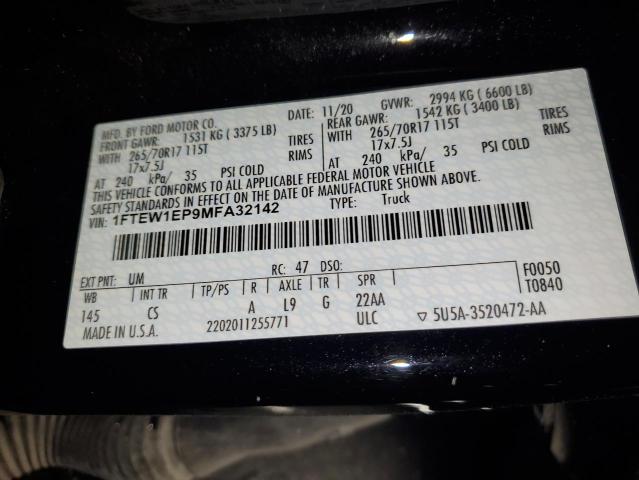 MFD. BY FORD MOTOR CO. DATE: 11/20 GVWR: 2994 KG ( 6600 LB)
FRONT GAWR: 1531 KG ( 3375 LB) REAR GAWR: 1542 KG ( 3400 LB)
WITH 265/70R17 115T TIRES WITH 265/70R17 115T TIRES
17x7.5J RIMS 17x7.5J RIMS
AT 240 kPa/ 35 PSI COLD AT 240 kPa/ 35 PSI COLD
THIS VEHICLE CONFORMS TO ALL APPLICABLE FEDERAL MOTOR VEHICLE
SAFETY STANDARDS IN EFFECT ON THE DATE OF MANUFACTURE SHOWN ABOVE.
VIN: 1FTEW1EP9MFA32142 TYPE: Truck
EXT PNT: UM RC: 47 DSO: F0050
WB INT TR TP/PS R AXLE TR SPR T0840
145 CS A L9 G 22AA
MADE IN U.S.A. 2202011255771 ULC ▽ 5U5A-3520472-AA